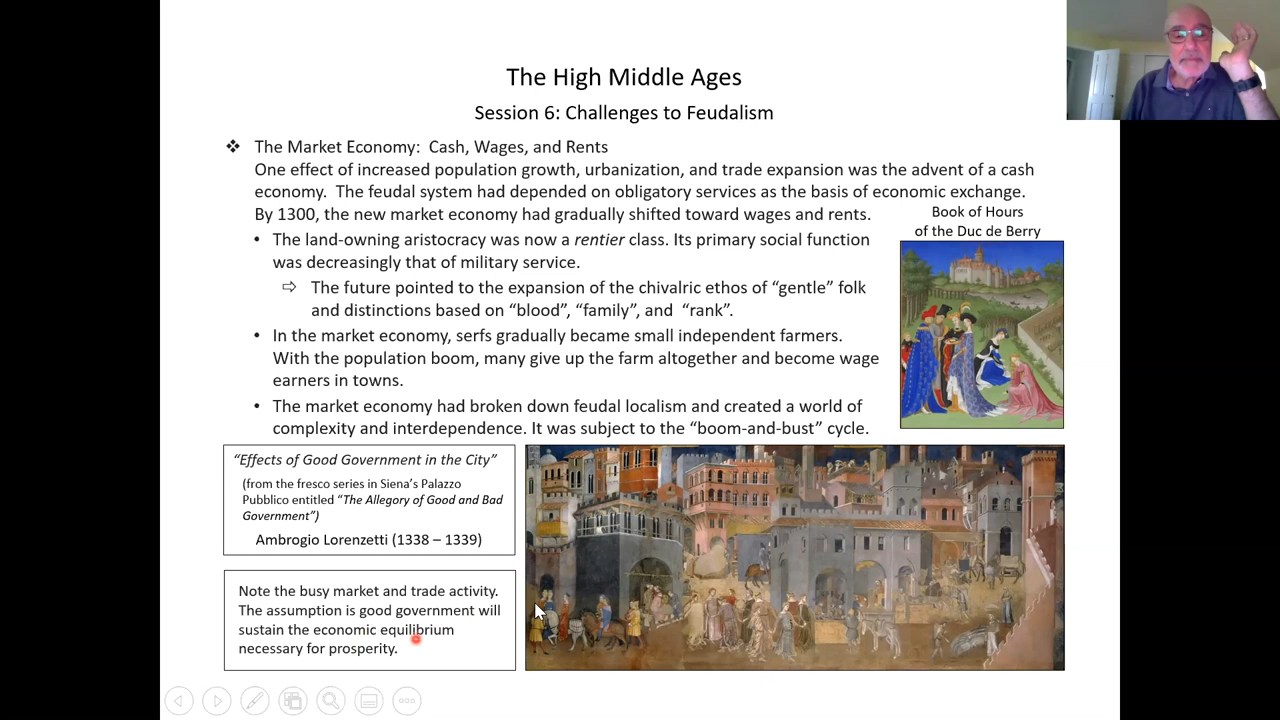 The High Middle Ages
Session 6: Challenges to Feudalism
❖ The Market Economy:  Cash, Wages, and Rents
One effect of increased population growth, urbanization, and trade expansion was the advent of a cash
economy.  The feudal system had depended on obligatory services as the basis of economic exchange.
By 1300, the new market economy had gradually shifted toward wages and rents.
• The land-owning aristocracy was now a rentier class. Its primary social function
was decreasingly that of military service.
⇨ The future pointed to the expansion of the chivalric ethos of “gentle” folk
and distinctions based on “blood”, “family”, and  “rank”.
• In the market economy, serfs gradually became small independent farmers.
With the population boom, many give up the farm altogether and become wage
earners in towns.
• The market economy had broken down feudal localism and created a world of
complexity and interdependence. It was subject to the “boom-and-bust” cycle.
Book of Hours
of the Duc de Berry
“Effects of Good Government in the City”
(from the fresco series in Siena’s Palazzo
Pubblico entitled “The Allegory of Good and Bad
Government”)
Ambrogio Lorenzetti (1338 – 1339)
Note the busy market and trade activity.
The assumption is good government will
sustain the economic equilibrium
necessary for prosperity.